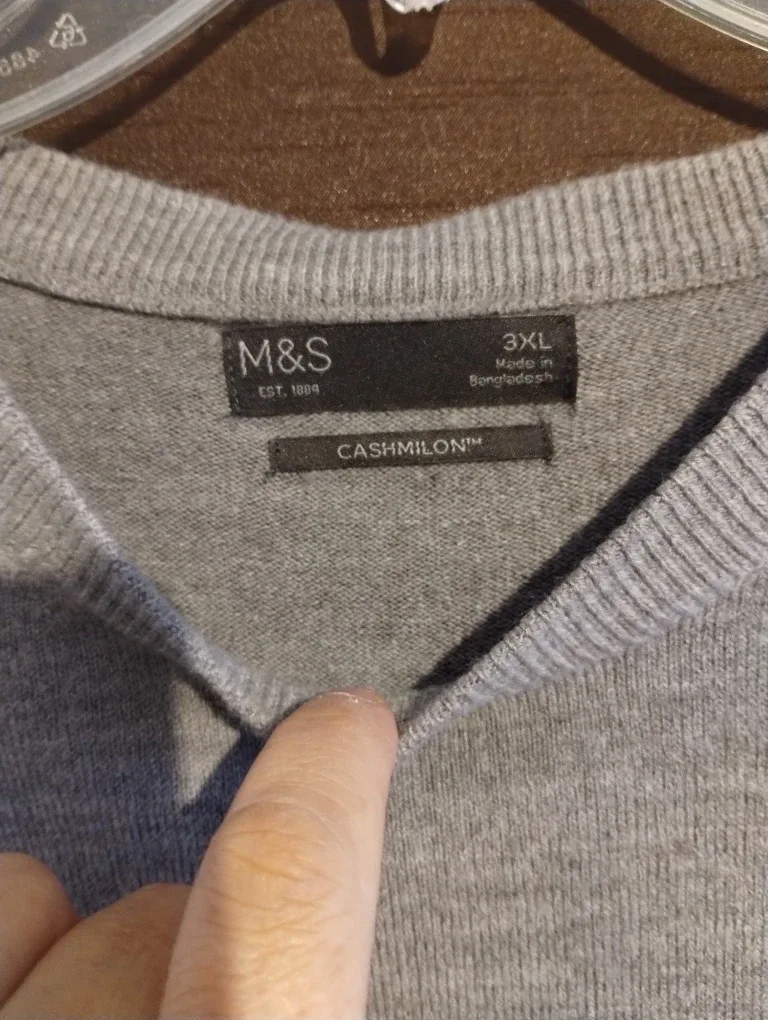 M&S
EST. 1884
3XL
Made in
Bangladesh
CASHMILON™